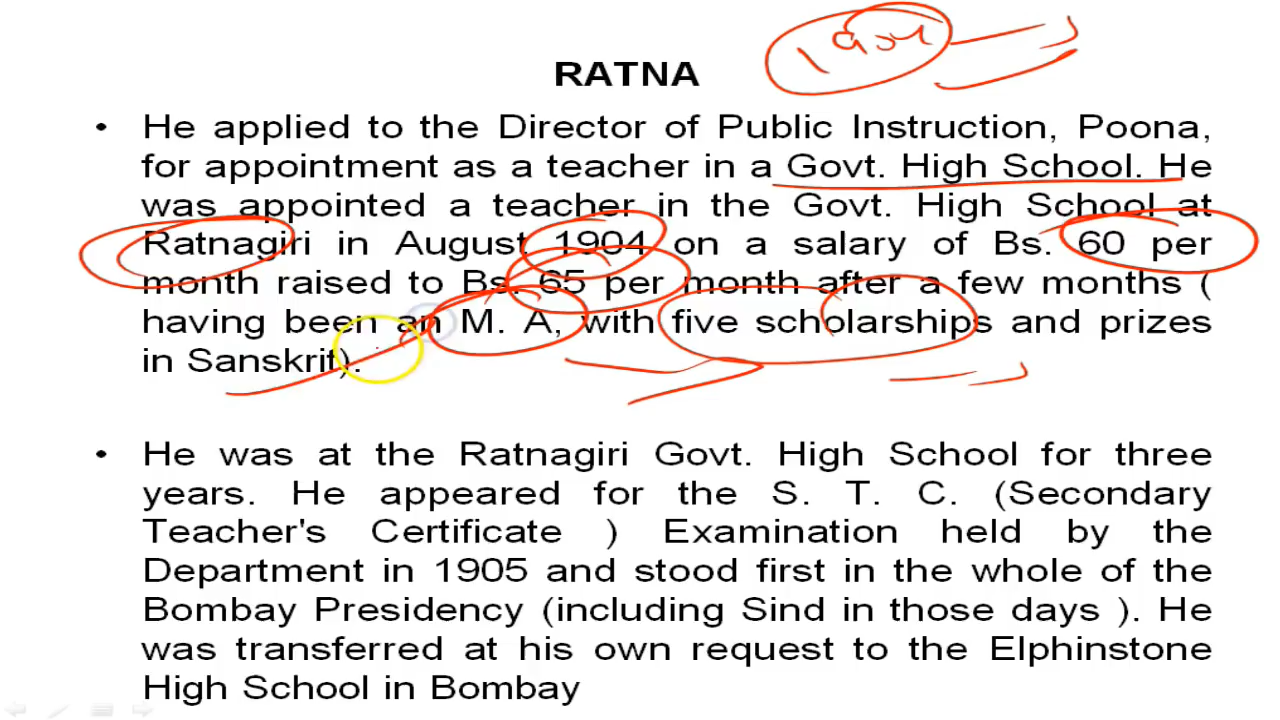 1904
RATNA
• He applied to the Director of Public Instruction, Poona,
for appointment as a teacher in a Govt. High School. He
was appointed a teacher in the Govt. High School at
Ratnagiri in August 1904 on a salary of Bs. 60 per
month raised to Bs. 65 per month after a few months (
having been an M. A, with five scholarships and prizes
in Sanskrit).
• He was at the Ratnagiri Govt. High School for three
years. He appeared for the S. T. C. (Secondary
Teacher's Certificate ) Examination held by the
Department in 1905 and stood first in the whole of the
Bombay Presidency (including Sind in those days ). He
was transferred at his own request to the Elphinstone
High School in Bombay